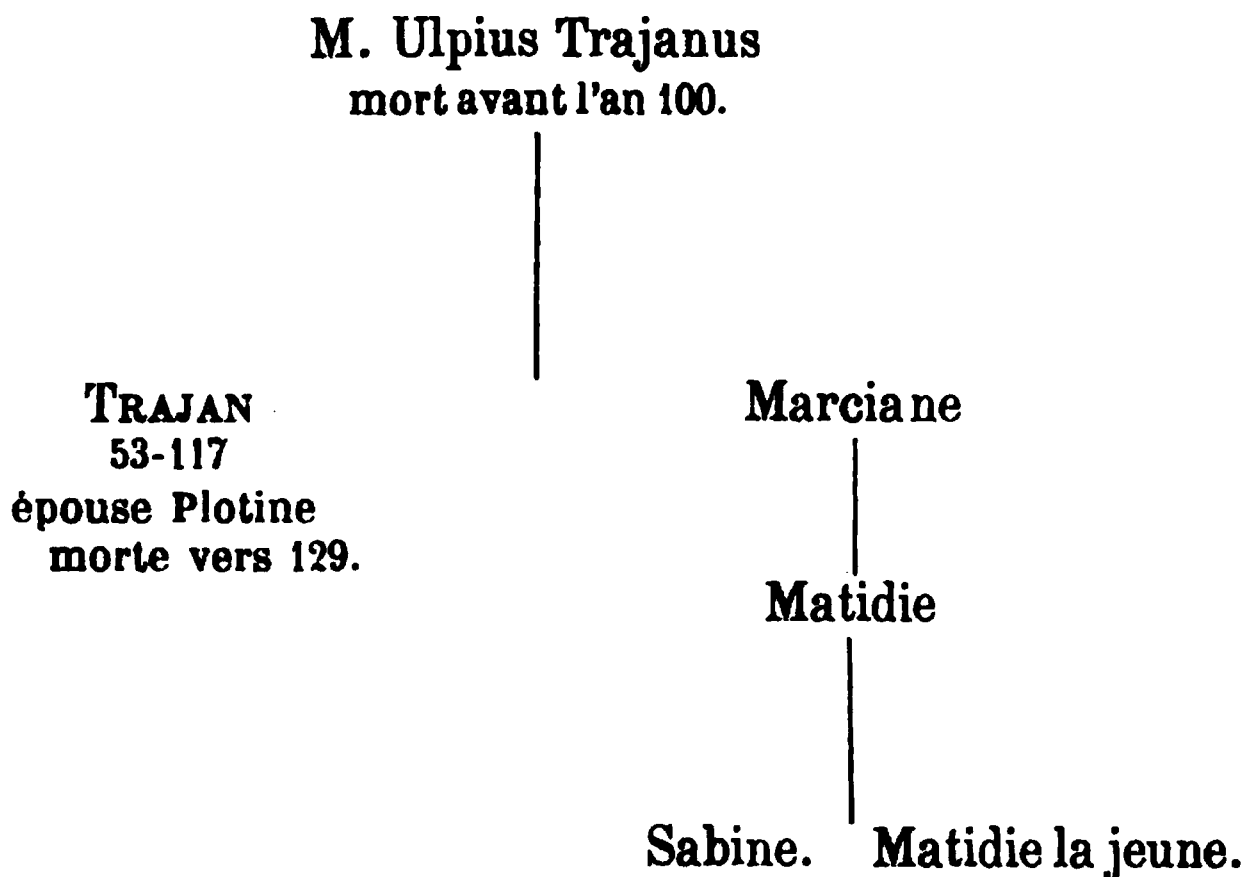 M. Ulpius Trajanus
mort avant l'an 100.
TRAJAN
53-117
épouse Plotine
morte vers 129.
Marciane
Matidie
Sabine. Matidie la jeune.